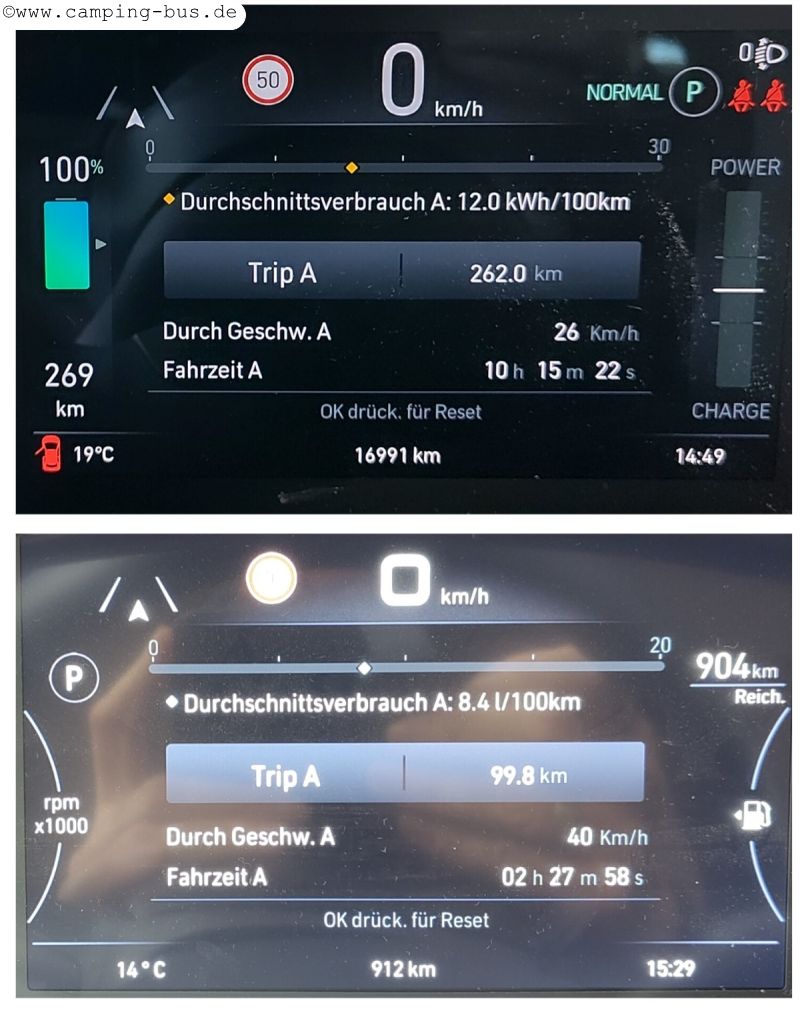 ©www.camping-bus.de
50
0 km/h
NORMAL P
0
30
100%
POWER
Durchschnittsverbrauch A: 12.0 kWh/100km
Trip A 262.0 km
Durch Geschw. A 26 Km/h
Fahrzeit A 10 h 15 m 22 s
269
km
OK drück. für Reset
CHARGE
19°C 16991 km 14:49
0 km/h
P
0
20
904 km
Reich.
Durchschnittsverbrauch A: 8.4 l/100km
Trip A 99.8 km
rpm
x1000
Durch Geschw. A 40 Km/h
Fahrzeit A 02 h 27 m 58 s
OK drück. für Reset
14°C 912 km 15:29